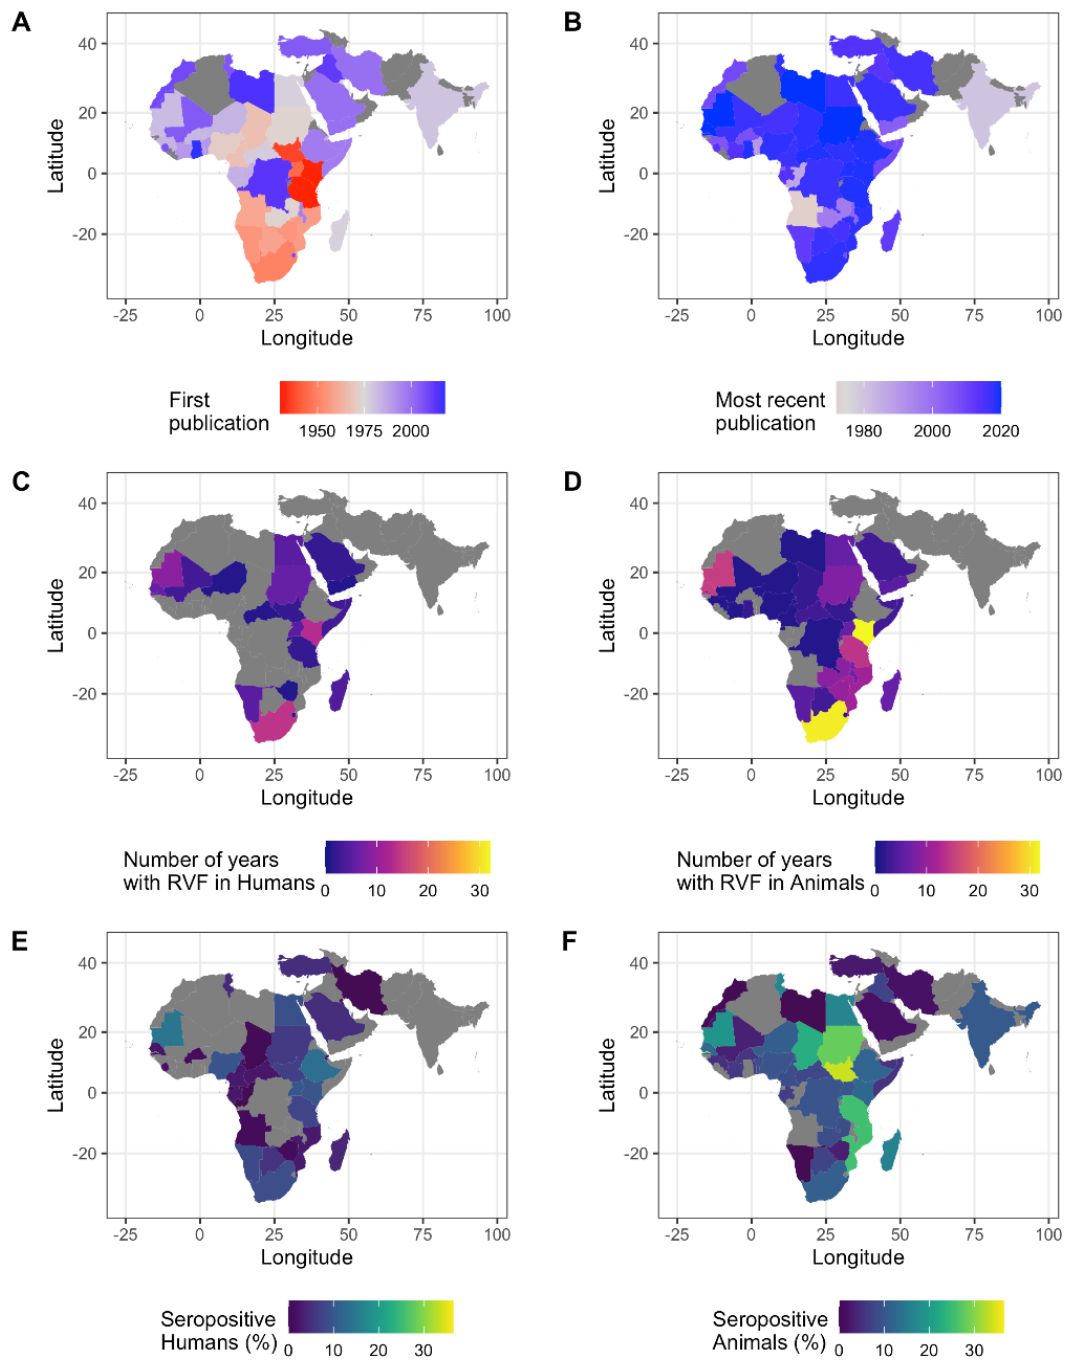 A
B
40
20
0
-20
Latitude
-25 0 25 50 75 100
Longitude
40
20
0
-20
Latitude
-25 0 25 50 75 100
Longitude
First
publication
1950 1975 2000
Most recent
publication
1980 2000 2020
C
D
40
20
0
-20
Latitude
-25 0 25 50 75 100
Longitude
40
20
0
-20
Latitude
-25 0 25 50 75 100
Longitude
Number of years
with RVF in Humans
0 10 20 30
Number of years
with RVF in Animals
0 10 20 30
E
F
40
20
0
-20
Latitude
-25 0 25 50 75 100
Longitude
40
20
0
-20
Latitude
-25 0 25 50 75 100
Longitude
Seropositive
Humans (%)
0 10 20 30
Seropositive
Animals (%)
0 10 20 30